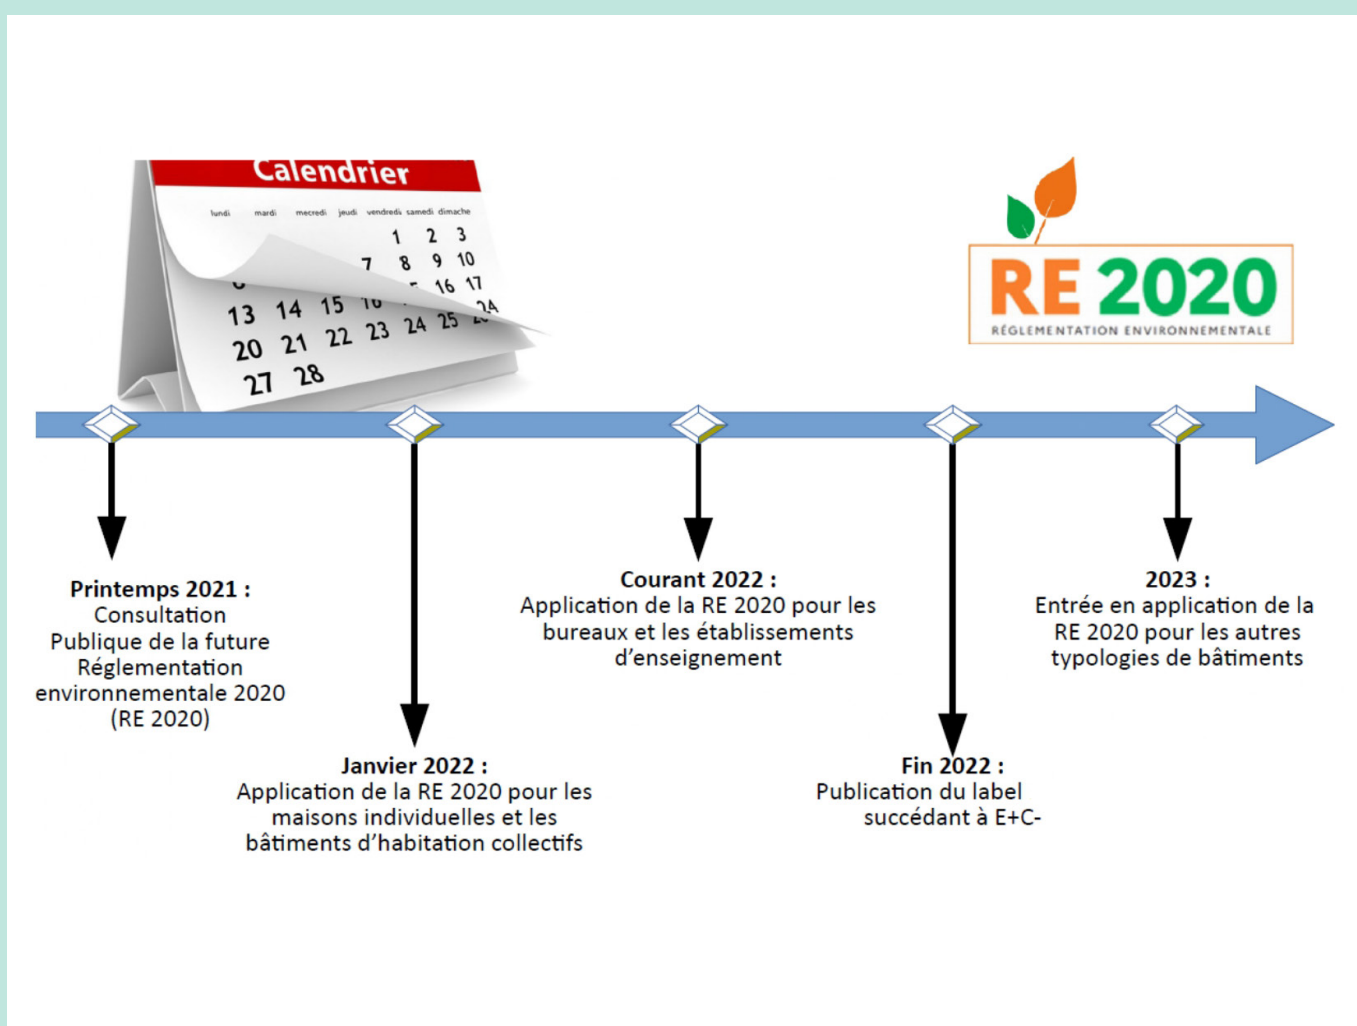 Calendrier
lundi mardi mecredi jeudi vendredi samedi dimache
1 2 3
7 8 9 10
16 17
13 14 15 16
20 21 22 23 24 25 24
27 28
RE 2020
RÉGLEMENTATION ENVIRONNEMENTALE
Printemps 2021 :
Consultation
Publique de la future
Réglementation
environnementale 2020
(RE 2020)
Janvier 2022 :
Application de la RE 2020 pour les
maisons individuelles et les
bâtiments d’habitation collectifs
Courant 2022 :
Application de la RE 2020 pour les
bureaux et les établissements
d’enseignement
Fin 2022 :
Publication du label
succédant à E+C-
2023 :
Entrée en application de la
RE 2020 pour les autres
typologies de bâtiments